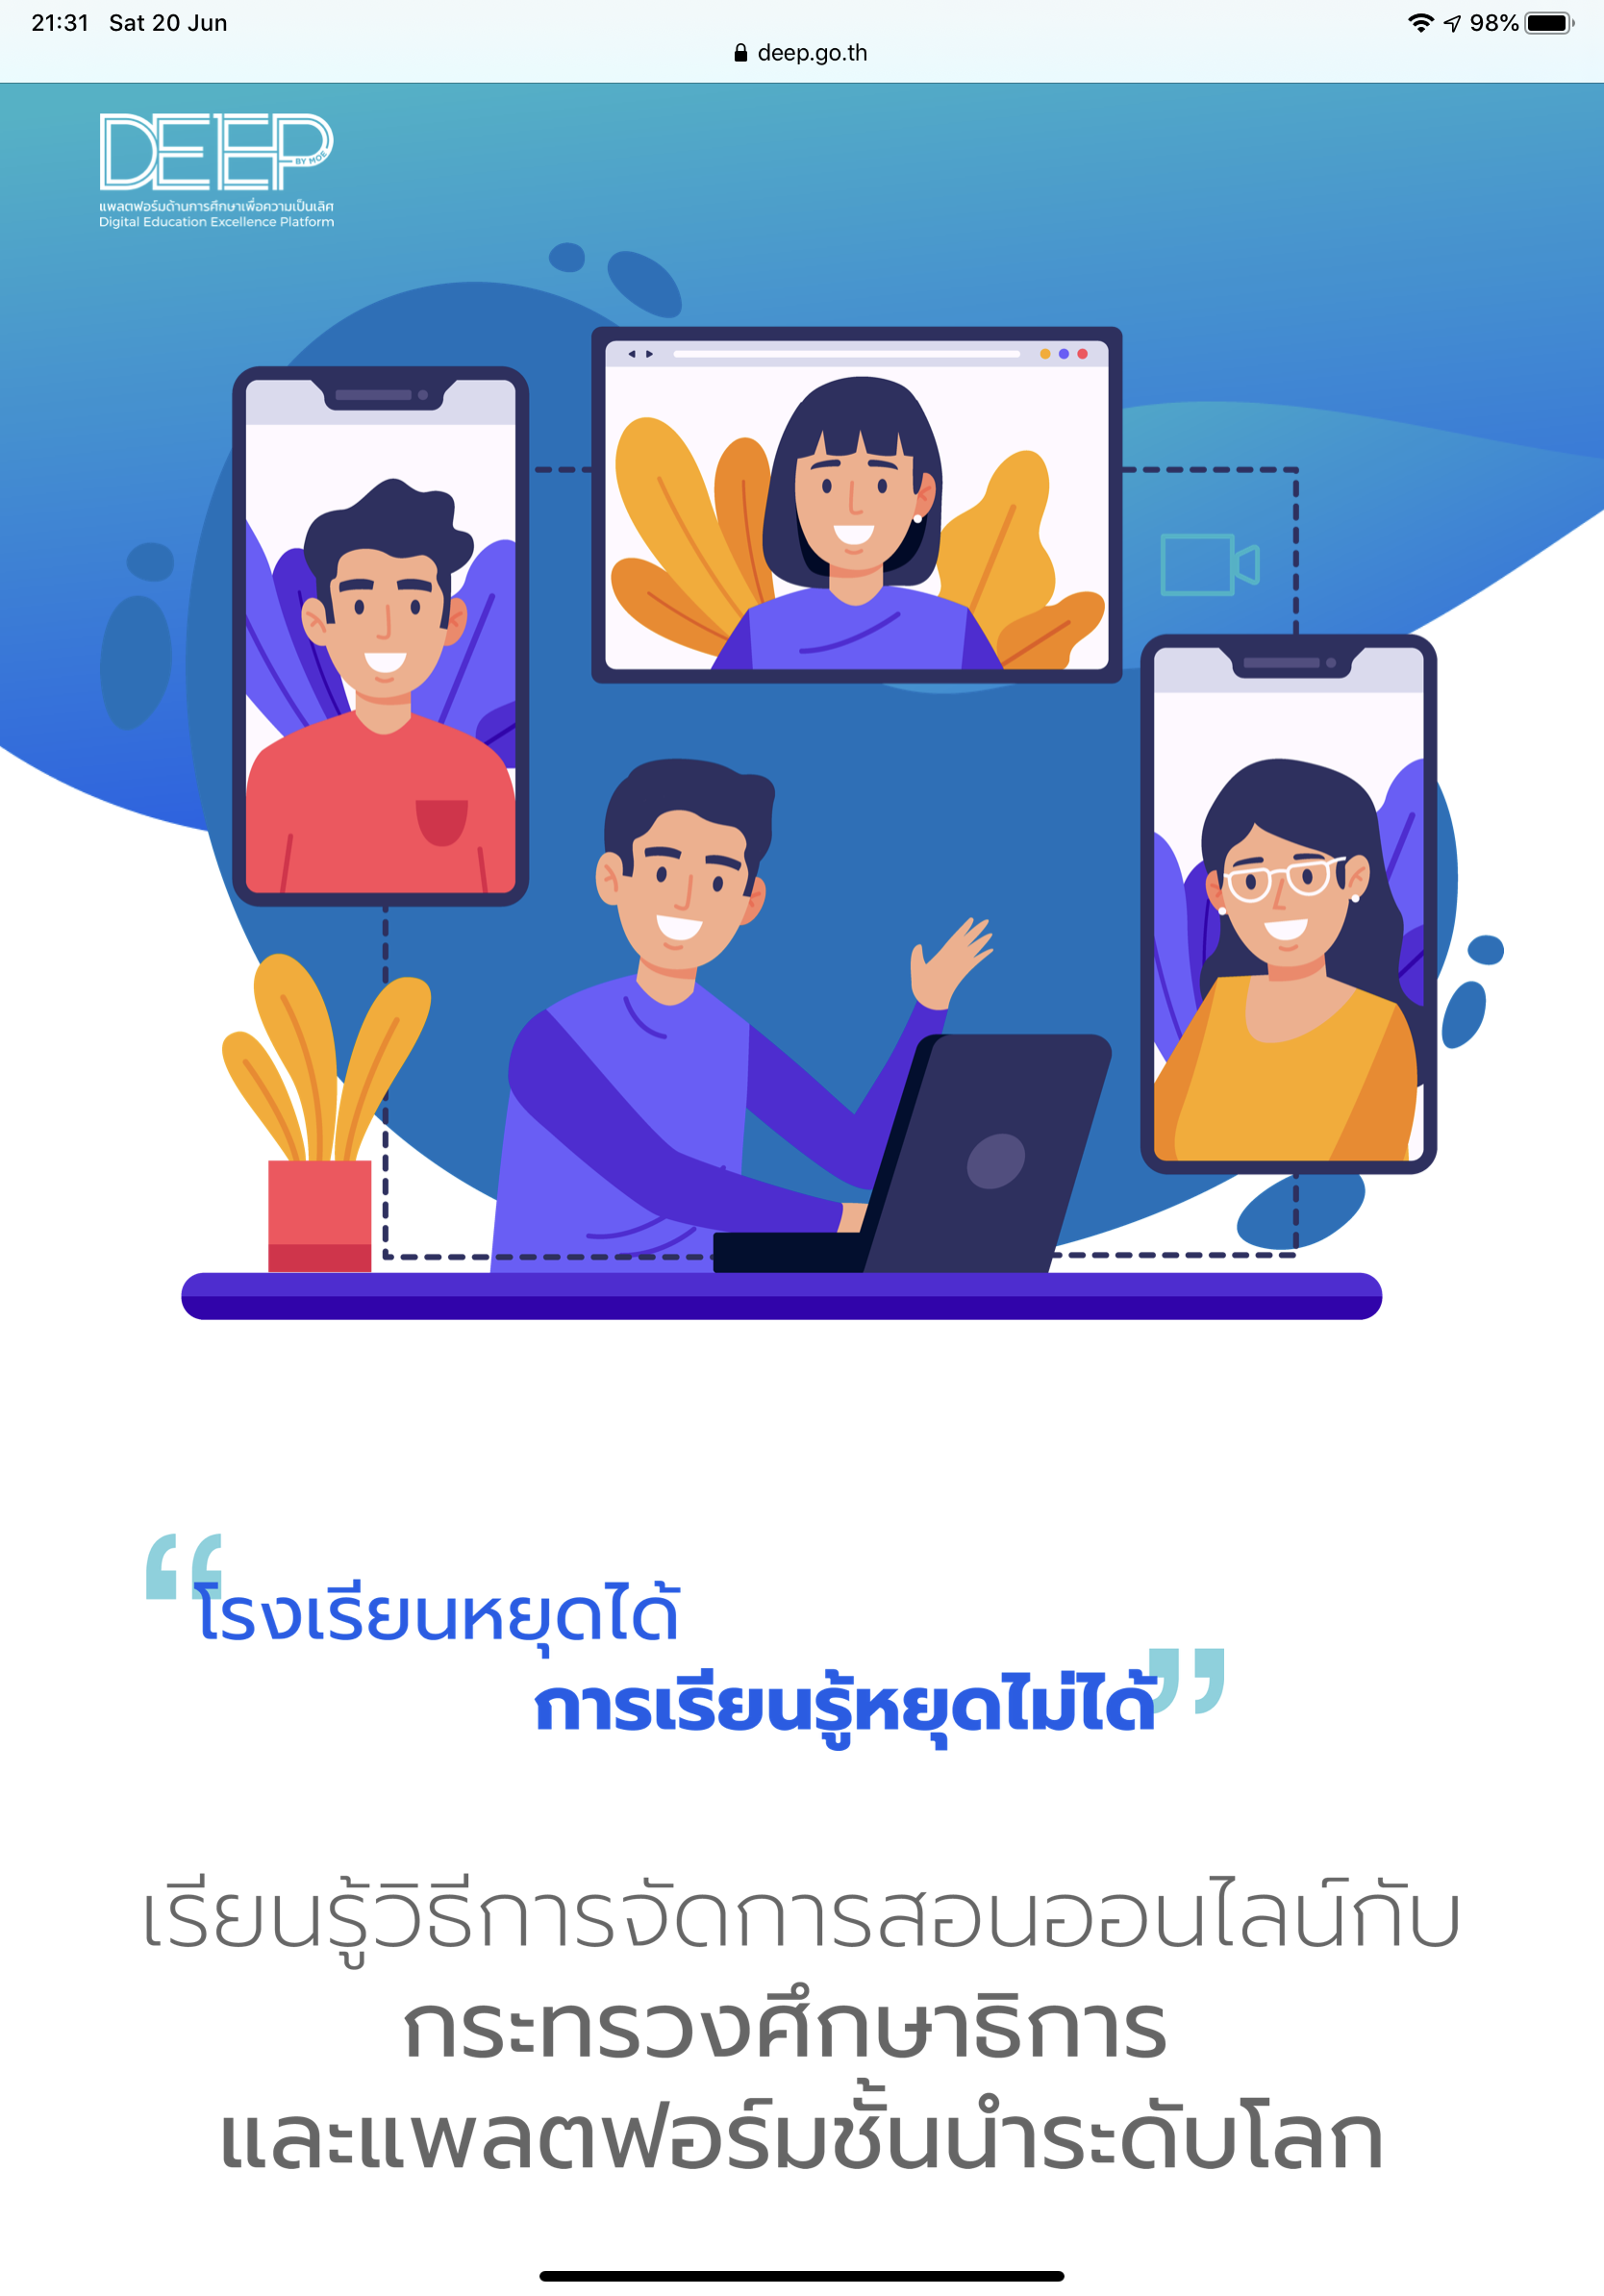 21:31 Sat 20 Jun
98%
deep.go.th
DEEP
BY MOE
แพลตฟอร์มด้านการศึกษาเพื่อความเป็นเลิศ
Digital Education Excellence Platform
“โรงเรียนหยุดได้
การเรียนรู้หยุดไม่ได้”
เรียนรู้วิธีการจัดการสอนออนไลน์กับ
กระทรวงศึกษาธิการ
และแพลตฟอร์มชั้นนำระดับโลก